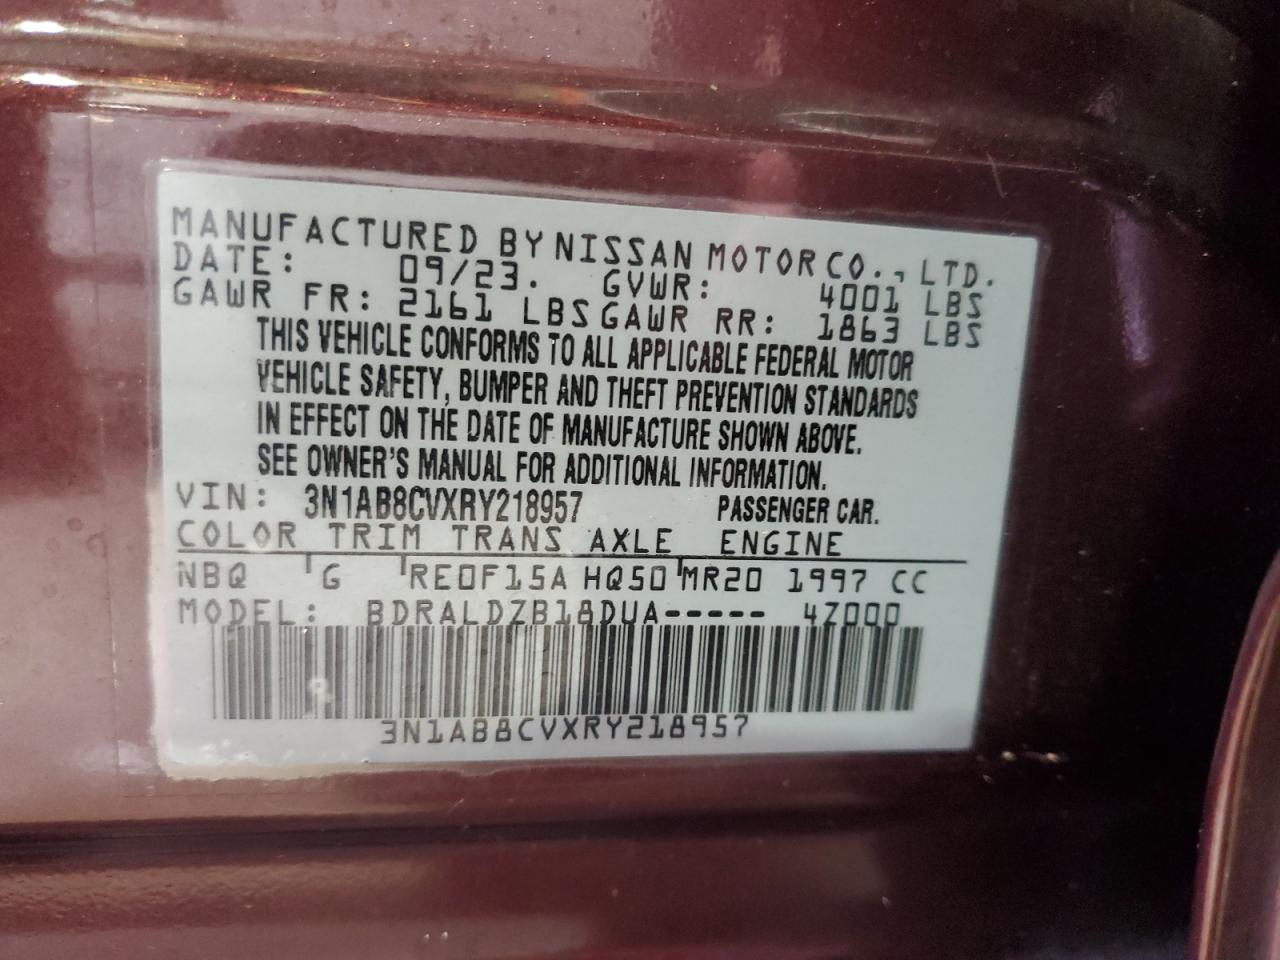 MANUFACTURED BY NISSAN MOTOR CO., LTD.
DATE: 09/23. GVWR: 4001 LBS
GAWR FR: 2161 LBS GAWR RR: 1863 LBS
THIS VEHICLE CONFORMS TO ALL APPLICABLE FEDERAL MOTOR
VEHICLE SAFETY, BUMPER AND THEFT PREVENTION STANDARDS
IN EFFECT ON THE DATE OF MANUFACTURE SHOWN ABOVE.
SEE OWNER'S MANUAL FOR ADDITIONAL INFORMATION.
VIN: 3N1AB8CVXRY218957 PASSENGER CAR.
COLOR TRIM TRANS AXLE ENGINE
NBQ G RE0F15A HQ50 MR20 1997 CC
MODEL: BDRALDZB18DUA----- 4Z000
3N1AB8CVXRY218957